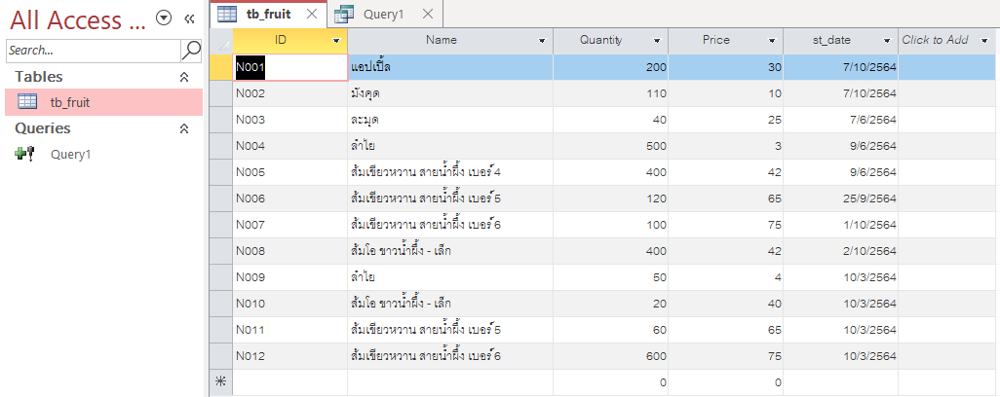 All Access ...
Search...
Tables
tb_fruit
Queries
Query1
tb_fruit Query1
ID Name Quantity Price st_date Click to Add
N001 แอปเปิ้ล 200 30 7/10/2564
N002 มังคุด 110 10 7/10/2564
N003 ละมุด 40 25 7/6/2564
N004 ลำไย 500 3 9/6/2564
N005 ส้มเขียวหวาน สายน้ำผึ้ง เบอร์ 4 400 42 9/6/2564
N006 ส้มเขียวหวาน สายน้ำผึ้ง เบอร์ 5 120 65 25/9/2564
N007 ส้มเขียวหวาน สายน้ำผึ้ง เบอร์ 6 100 75 1/10/2564
N008 ส้มโอ ขาวน้ำผึ้ง - เล็ก 400 42 2/10/2564
N009 ลำไย 50 4 10/3/2564
N010 ส้มโอ ขาวน้ำผึ้ง - เล็ก 20 40 10/3/2564
N011 ส้มเขียวหวาน สายน้ำผึ้ง เบอร์ 5 60 65 10/3/2564
N012 ส้มเขียวหวาน สายน้ำผึ้ง เบอร์ 6 600 75 10/3/2564
0 0